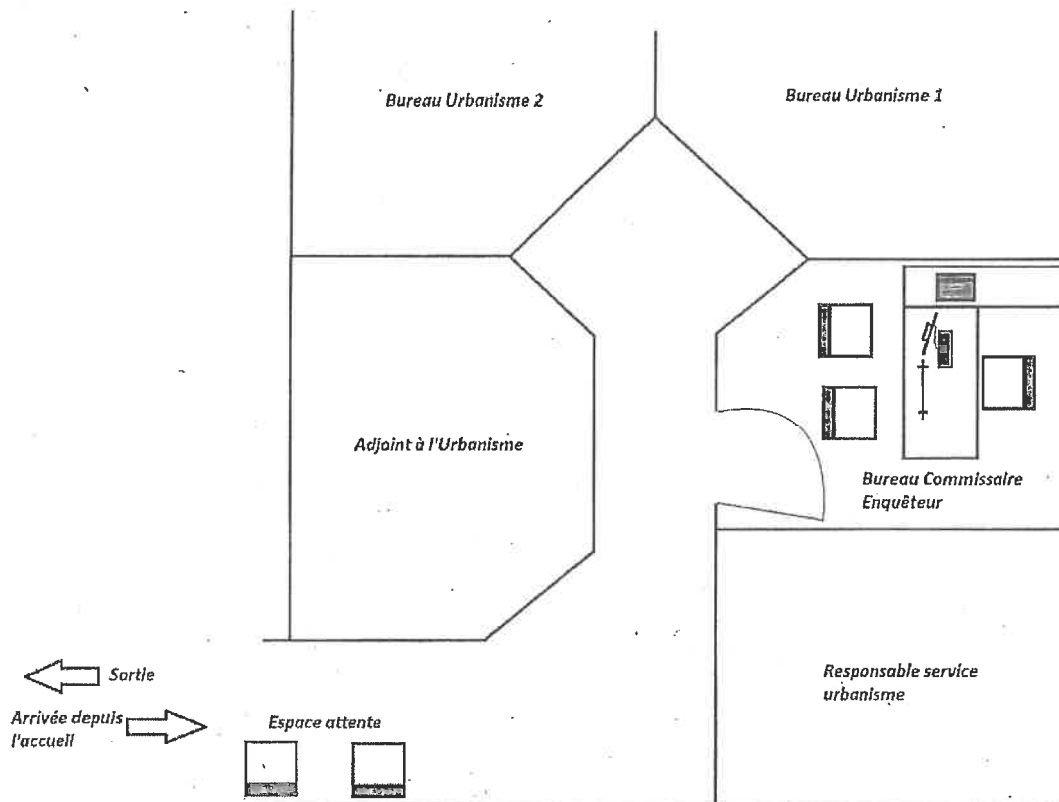 Bureau Urbanisme 2
Bureau Urbanisme 1
Adjoint à l'Urbanisme
Bureau Commissaire
Enquêteur
Responsable service
urbanisme
Sortie
Arrivée depuis
l'accueil
Espace attente